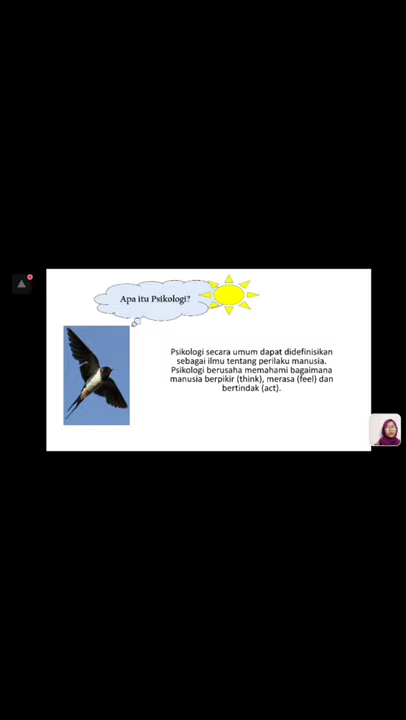 Apa itu Psikologi?
Psikologi secara umum dapat didefinisikan
sebagai ilmu tentang perilaku manusia.
Psikologi berusaha memahami bagaimana
manusia berpikir (think), merasa (feel) dan
bertindak (act).